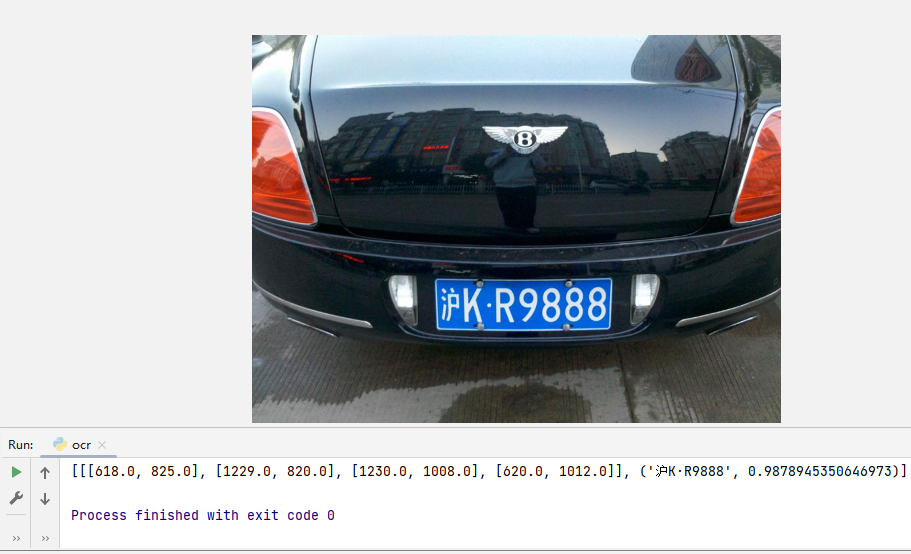 B
沪K·R9888
Run: ocr
[[[618.0, 825.0], [1229.0, 820.0], [1230.0, 1008.0], [620.0, 1012.0]], ('沪K·R9888', 0.9878945350646973)]
Process finished with exit code 0